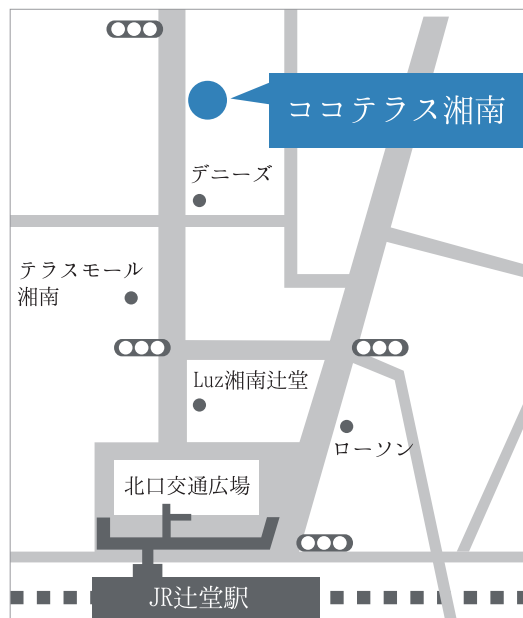 ココテラス湘南
デニーズ
テラスモール
湘南
Luz湘南辻堂
ローソン
北口交通広場
JR辻堂駅